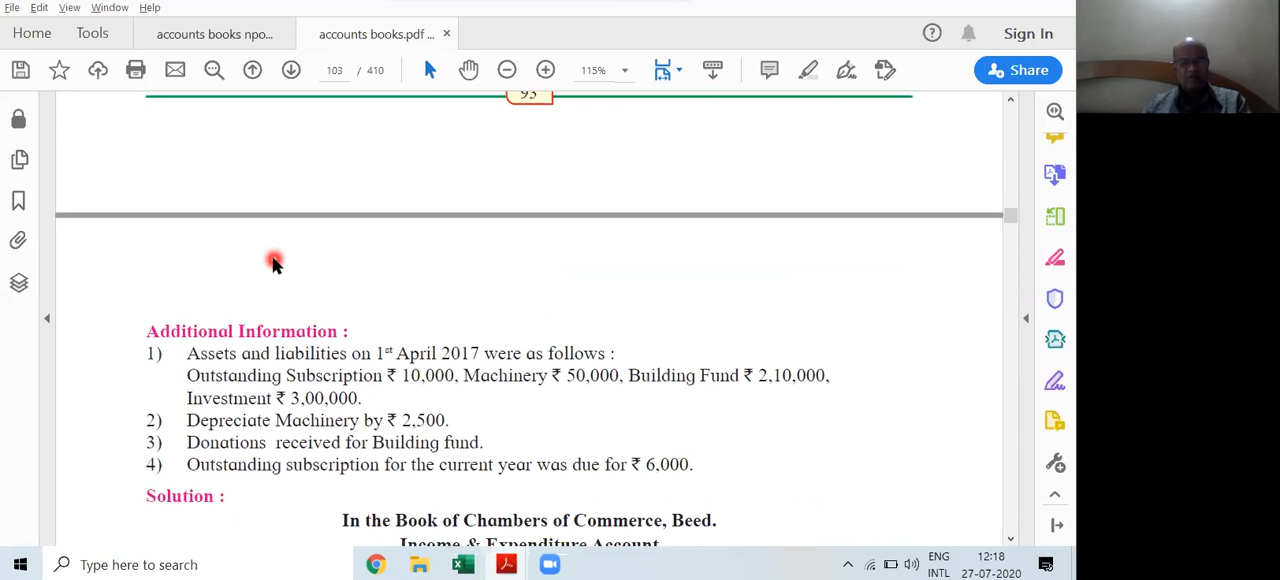 File Edit View Window Help
Home Tools accounts books npo... accounts books.pdf ... × Sign In
103 / 410 115% Share
93
Additional Information :
1) Assets and liabilities on 1st April 2017 were as follows :
Outstanding Subscription ₹ 10,000, Machinery ₹ 50,000, Building Fund ₹ 2,10,000,
Investment ₹ 3,00,000.
2) Depreciate Machinery by ₹ 2,500.
3) Donations received for Building fund.
4) Outstanding subscription for the current year was due for ₹ 6,000.
Solution :
In the Book of Chambers of Commerce, Beed.
Income & Expenditure Account
Type here to search
ENG 12:18
INTL 27-07-2020